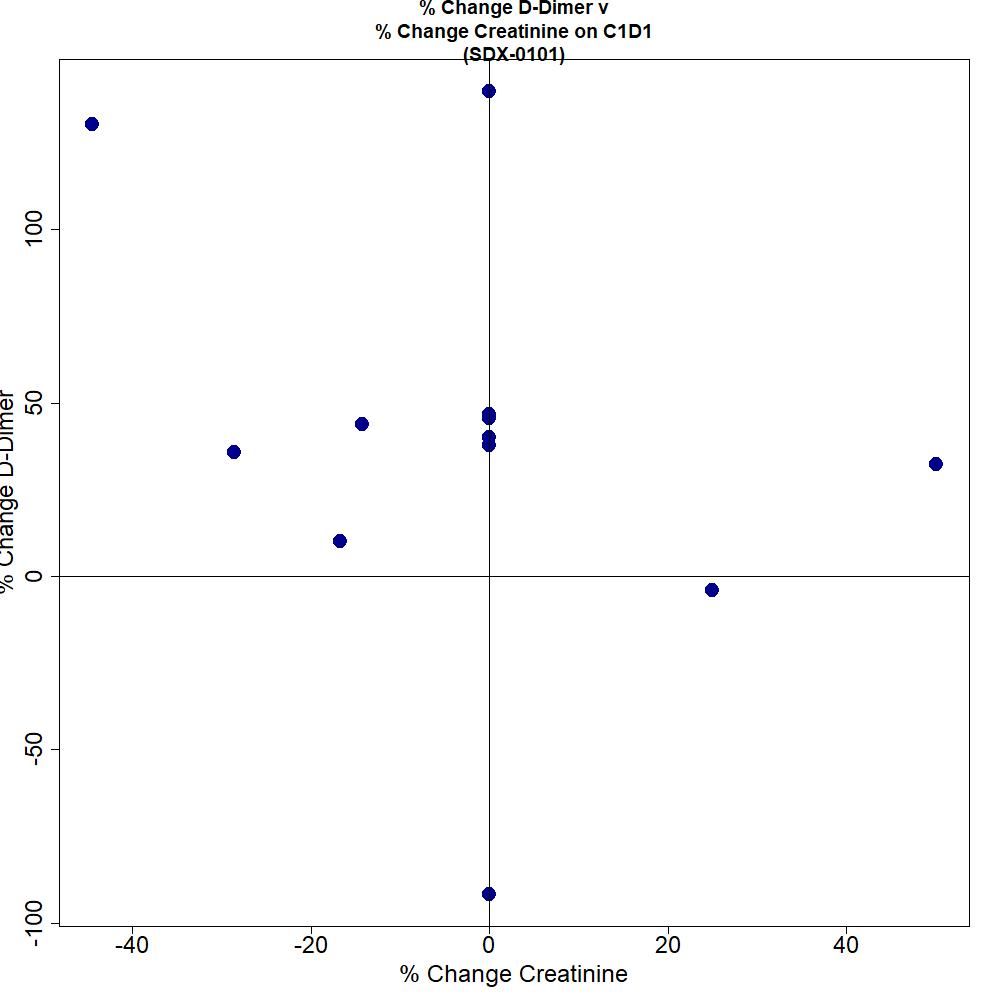 % Change D-Dimer v
% Change Creatinine on C1D1
(SDX-0101)
100
50
0
-50
-100
% Change D-Dimer
-40
-20
0
20
40
% Change Creatinine